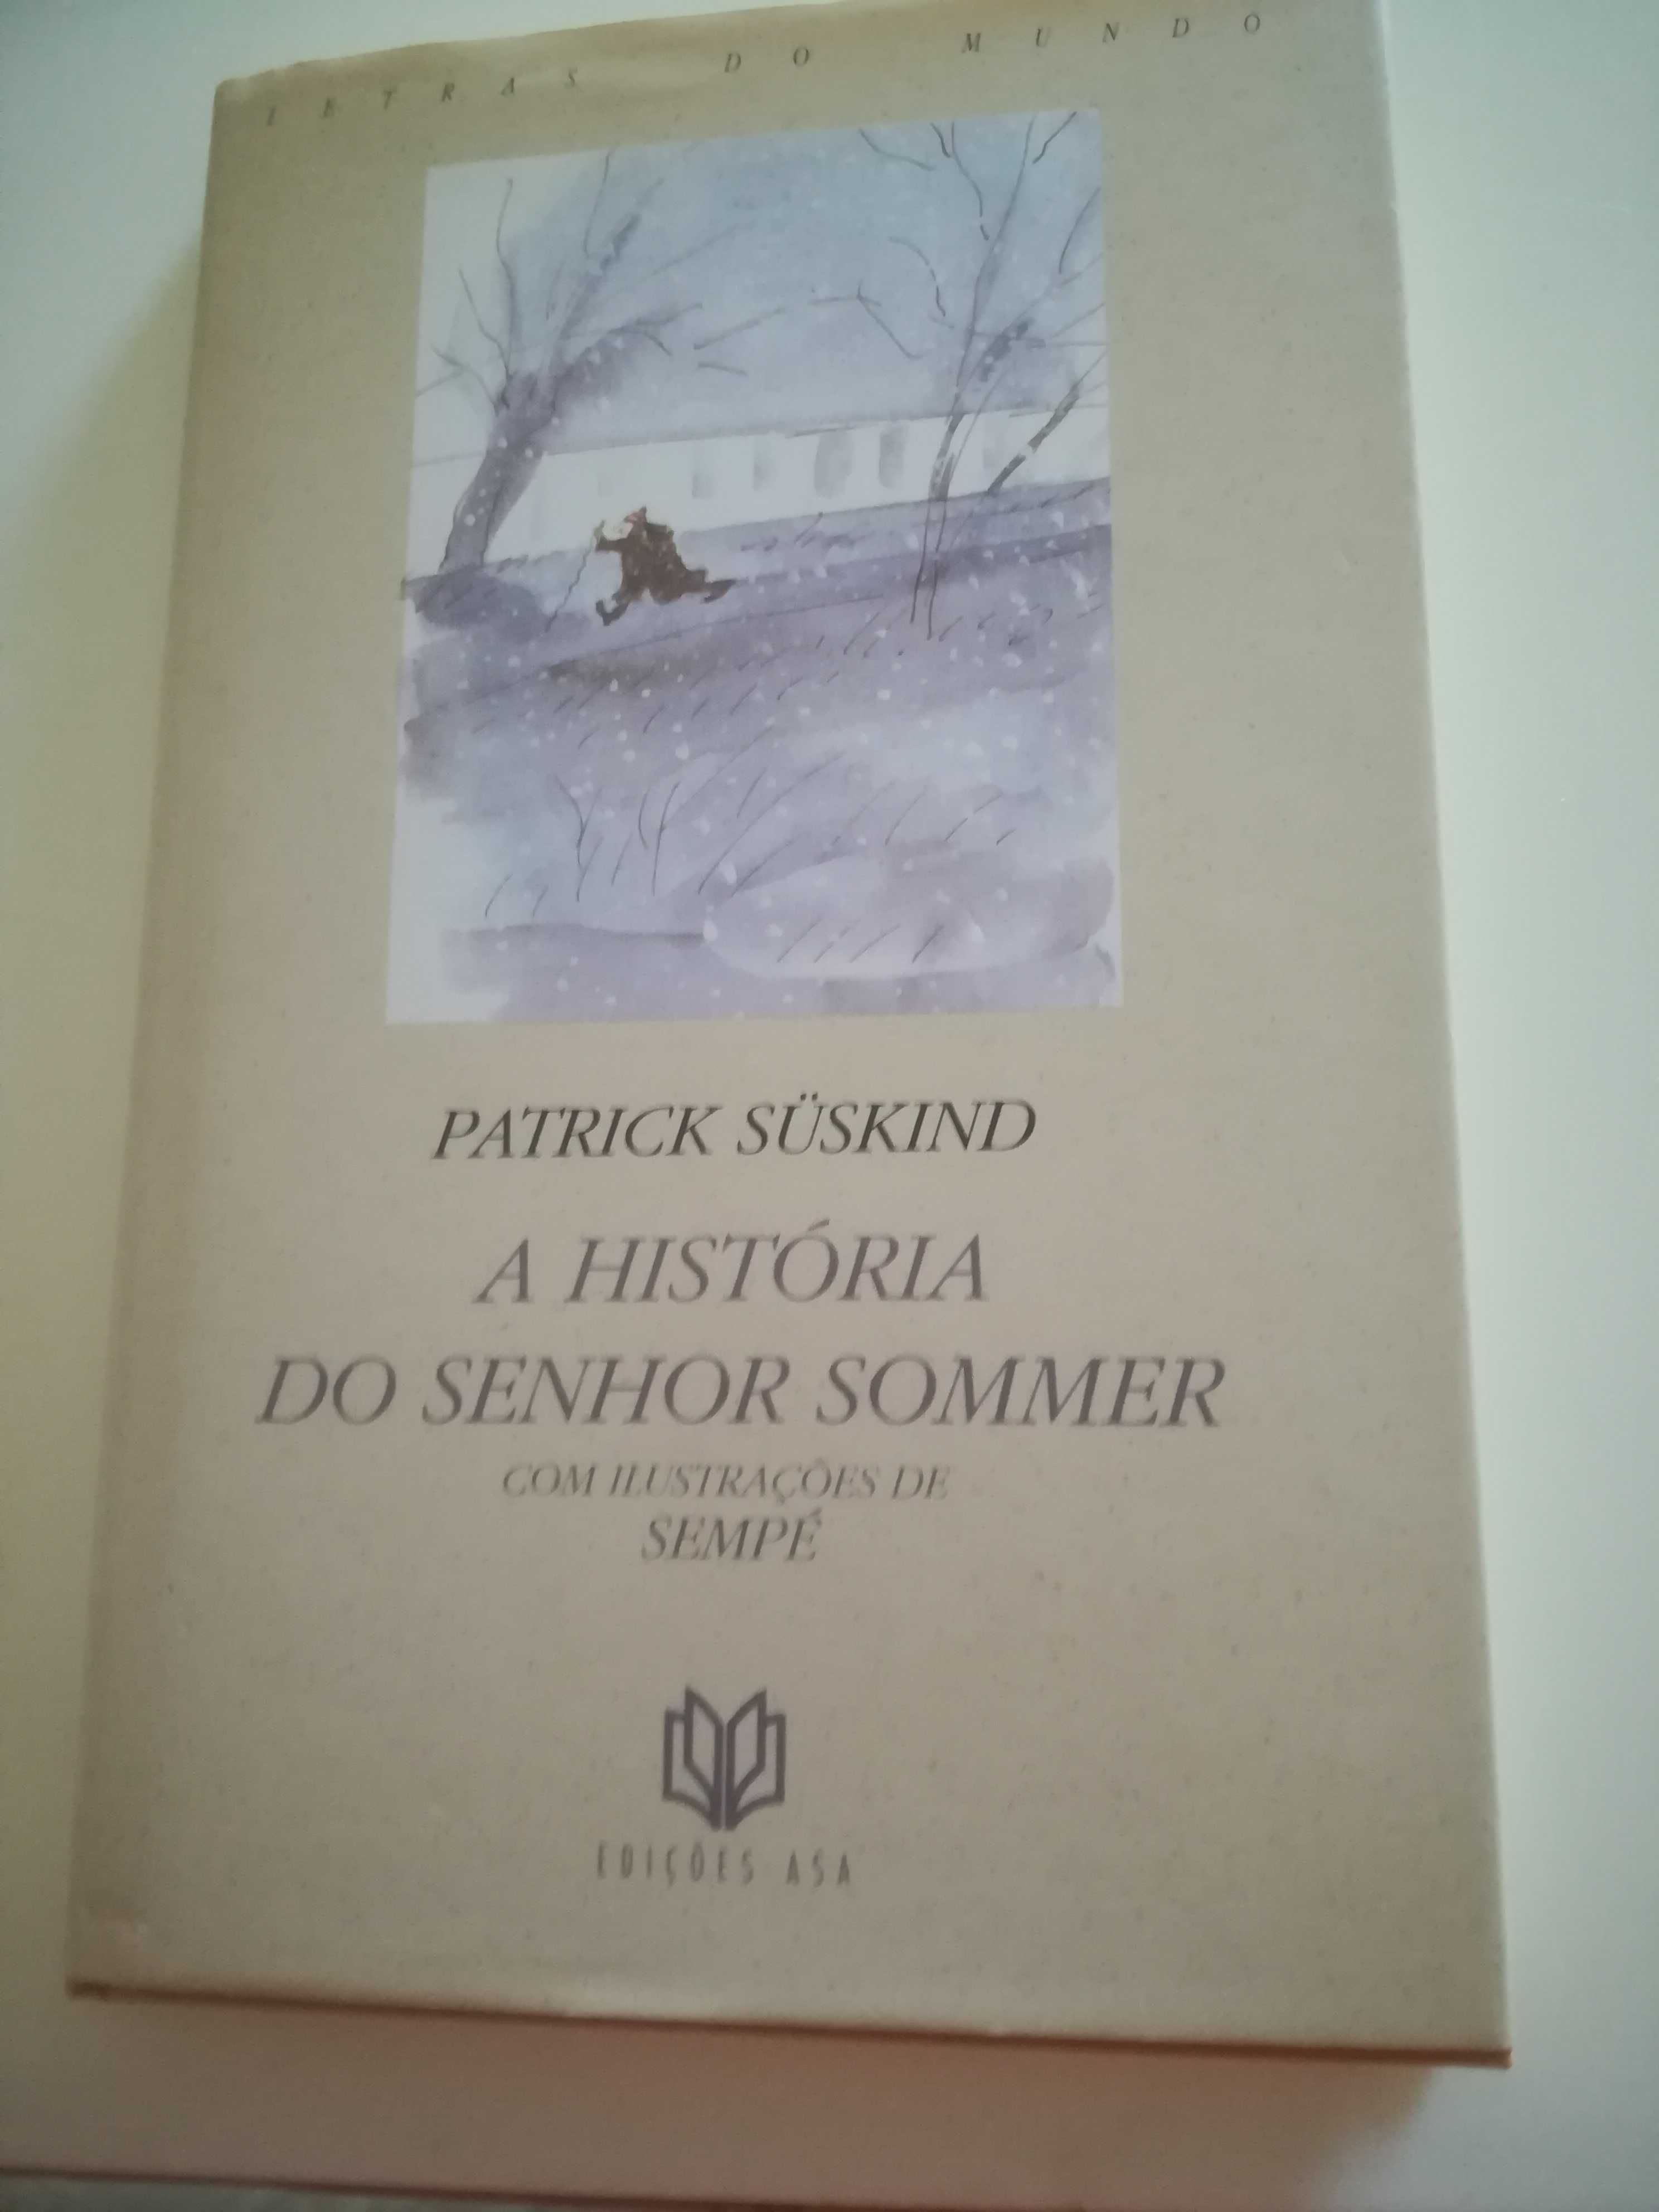 LETRAS DO MUNDO
PATRICK SÜSKIND
A HISTÓRIA
DO SENHOR SOMMER
COM ILUSTRAÇÕES DE
SEMPÉ
EDIÇÕES ASA